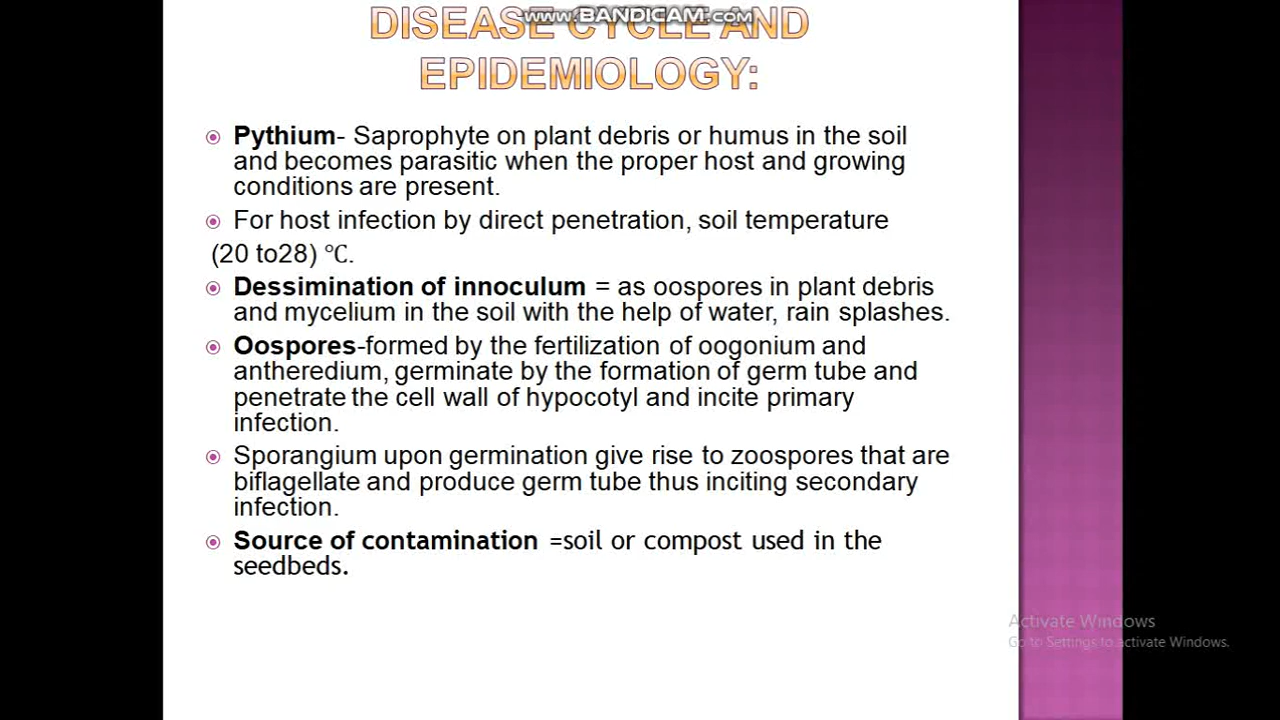 www.BANDICAM.com
DISEASE CYCLE AND
EPIDEMIOLOGY:
Pythium- Saprophyte on plant debris or humus in the soil
and becomes parasitic when the proper host and growing
conditions are present.
For host infection by direct penetration, soil temperature
(20 to28) ℃.
Dessimination of innoculum = as oospores in plant debris
and mycelium in the soil with the help of water, rain splashes.
Oospores-formed by the fertilization of oogonium and
antheredium, germinate by the formation of germ tube and
penetrate the cell wall of hypocotyl and incite primary
infection.
Sporangium upon germination give rise to zoospores that are
biflagellate and produce germ tube thus inciting secondary
infection.
Source of contamination =soil or compost used in the
seedbeds.
Activate Windows
Go to Settings to activate Windows.